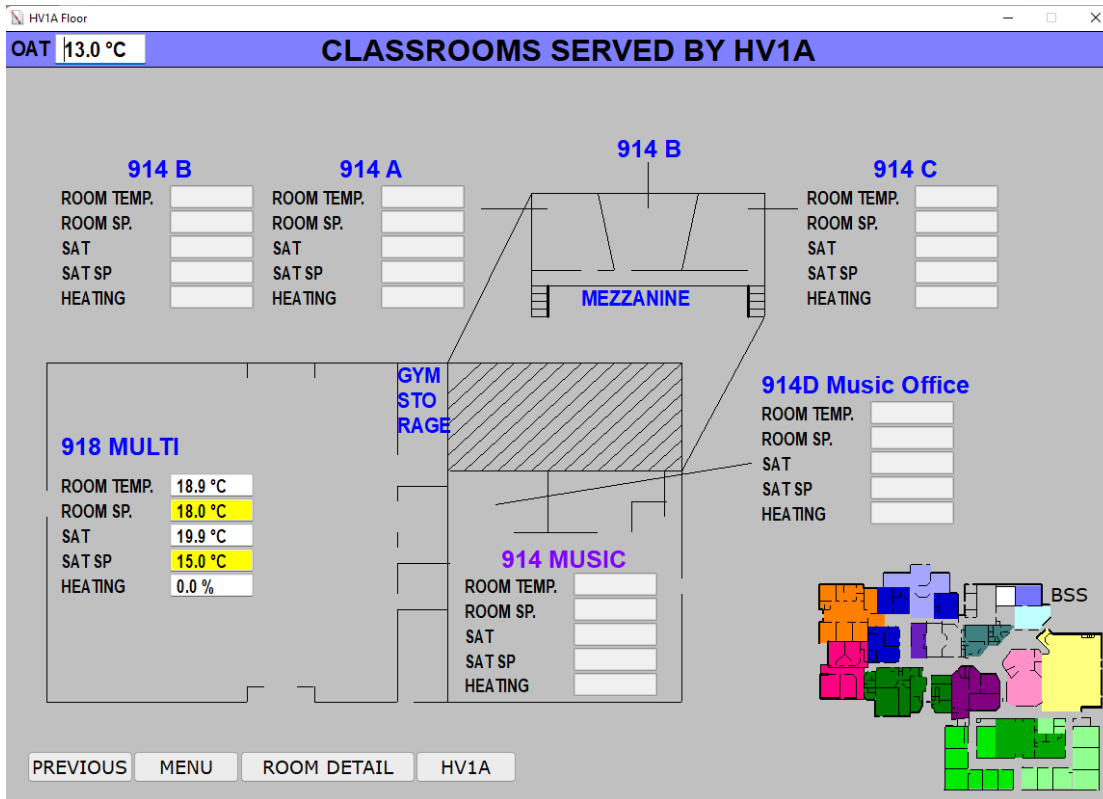 HV1A Floor
OAT 13.0 °C CLASSROOMS SERVED BY HV1A
914 B
ROOM TEMP.
ROOM SP.
SAT
SAT SP
HEATING
914 A
ROOM TEMP.
ROOM SP.
SAT
SAT SP
HEATING
914 B
MEZZANINE
914 C
ROOM TEMP.
ROOM SP.
SAT
SAT SP
HEATING
GYM
STO
RAGE
918 MULTI
ROOM TEMP. 18.9 °C
ROOM SP. 18.0 °C
SAT 19.9 °C
SAT SP 15.0 °C
HEATING 0.0 %
914D Music Office
ROOM TEMP.
ROOM SP.
SAT
SAT SP
HEATING
914 MUSIC
ROOM TEMP.
ROOM SP.
SAT
SAT SP
HEATING
BSS
PREVIOUS MENU ROOM DETAIL HV1A